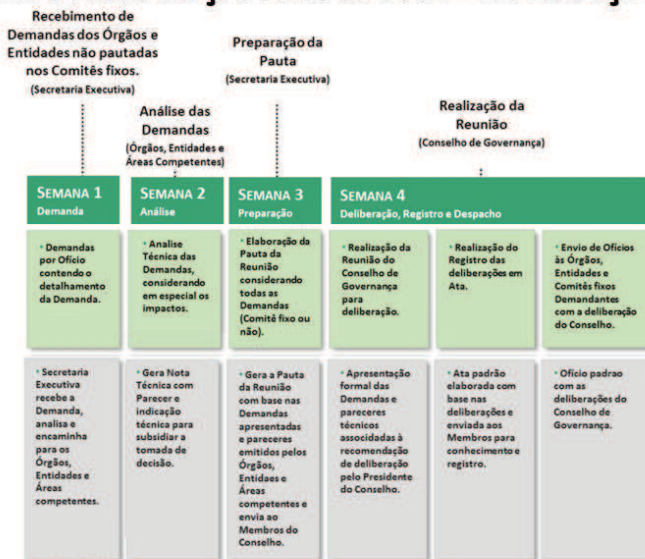 Recebimento de
Demandas dos Órgãos e
Entidades não pautadas
nos Comitês fixos.
(Secretaria Executiva)
Análise das
Demandas
(Órgãos, Entidades e
Áreas Competentes)
Preparação da
Pauta
(Secretaria Executiva)
Realização da
Reunião
(Conselho de Governança)
SEMANA 1
Demanda
SEMANA 2
Análise
SEMANA 3
Preparação
SEMANA 4
Deliberação, Registro e Despacho
• Demandas
por Ofício
contendo o
detalhamento
da Demanda.
• Analise
Técnica das
Demandas,
considerando
em especial os
impactos.
• Elaboração da
Pauta da
Reunião
considerando
todas as
Demandas
(Comitê fixo ou
não).
• Realização da
Reunião do
Conselho de
Governança
para
deliberação.
• Realização do
Registro das
deliberações em
Ata.
• Envio de Ofícios
às Órgãos,
Entidades e
Comitês fixos
Demandantes
com a deliberação
do Conselho.
• Secretaria
Executiva
recebe a
Demanda,
analisa e
encaminha
para os
Órgãos,
Entidades e
Áreas
competentes.
• Gera Nota
Técnica com
Parecer e
indicação
técnica para
subsidiar a
tomada de
decisão.
• Gera a Pauta
da Reunião
com base nas
Demandas
apresentadas
e pareceres
emitidos pelos
Órgãos,
Entidaes e
Áreas
competentes e
envia ao
Membros do
Conselho.
• Apresentação
formal das
Demandas e
pareceres
técnicos
associadas à
recomendação
de deliberação
pelo Presidente
do Conselho.
• Ata padrão
elaborada com
base nas
deliberações e
enviada aos
Membros para
conhecimento e
registro.
• Ofício padrao
com as
deliberações do
Conselho de
Governança.